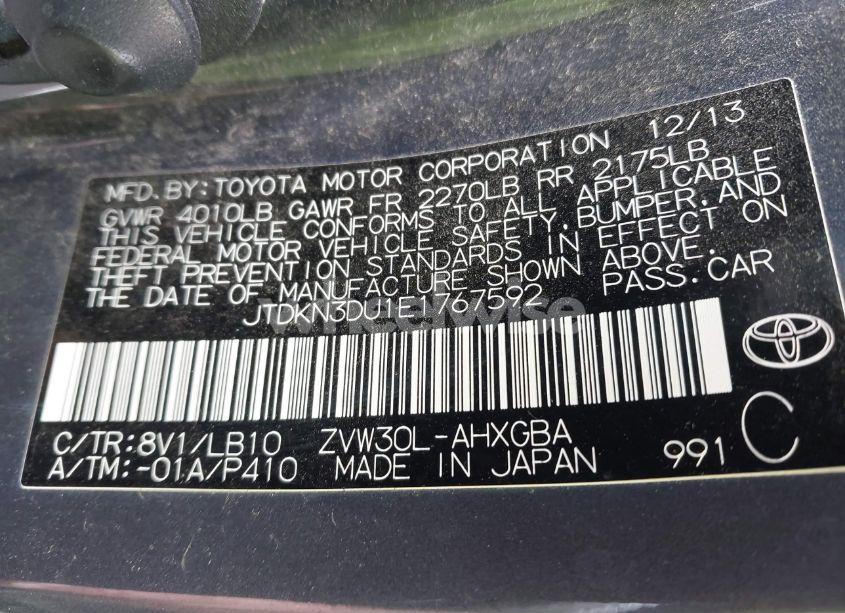 MFD. BY: TOYOTA MOTOR CORPORATION 12/13
GVWR 4010LB GAWR FR 2270LB RR 2175LB
THIS VEHICLE CONFORMS TO ALL APPLICABLE
FEDERAL MOTOR VEHICLE SAFETY, BUMPER, AND
THEFT PREVENTION STANDARDS IN EFFECT ON
THE DATE OF MANUFACTURE SHOWN ABOVE.
JTDKN3DU1E1767592 PASS. CAR
wheelwise
C/TR:8V1/LB10 ZVW30L-AHXGBA
A/TM:-01A/P410 MADE IN JAPAN 991 C